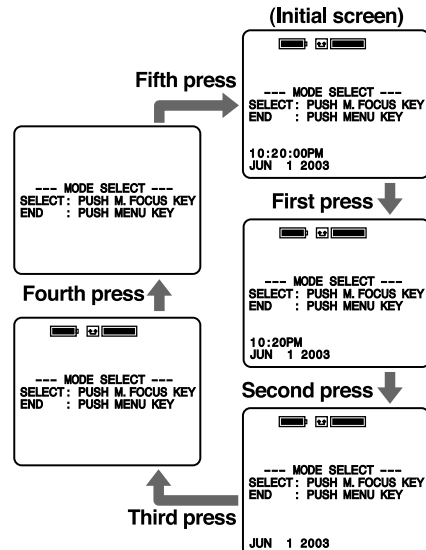 (Initial screen)
--- MODE SELECT ---
SELECT: PUSH M. FOCUS KEY
END : PUSH MENU KEY
10:20:00PM
JUN 1 2003
First press
--- MODE SELECT ---
SELECT: PUSH M. FOCUS KEY
END : PUSH MENU KEY
10:20PM
JUN 1 2003
Second press
--- MODE SELECT ---
SELECT: PUSH M. FOCUS KEY
END : PUSH MENU KEY
JUN 1 2003
Third press
--- MODE SELECT ---
SELECT: PUSH M. FOCUS KEY
END : PUSH MENU KEY
Fourth press
--- MODE SELECT ---
SELECT: PUSH M. FOCUS KEY
END : PUSH MENU KEY
Fifth press